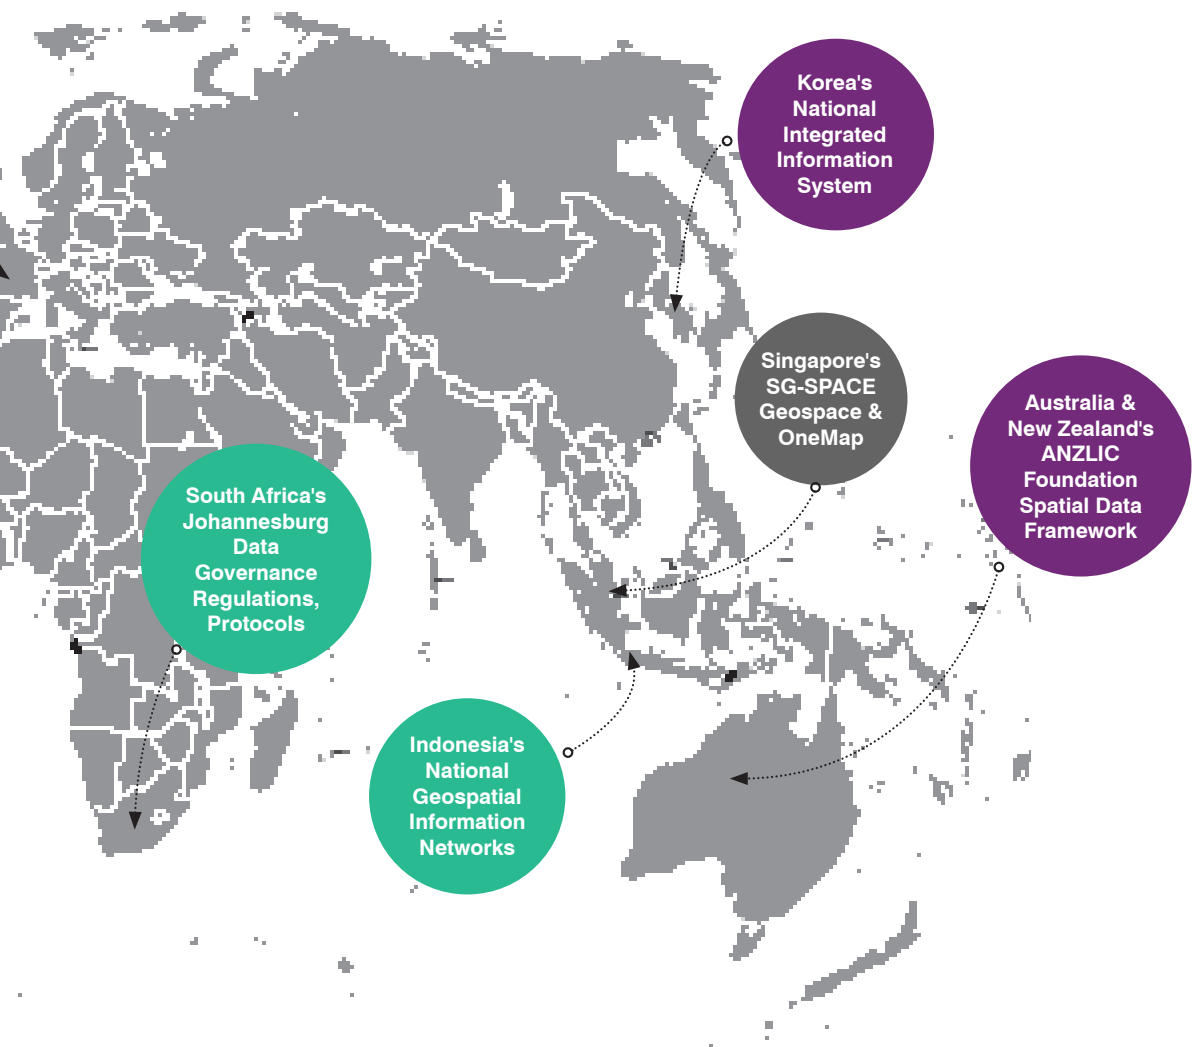 Korea's
National
Integrated
Information
System
Singapore's
SG-SPACE
Geospace &
OneMap
Australia &
New Zealand's
ANZLIC
Foundation
Spatial Data
Framework
South Africa's
Johannesburg
Data
Governance
Regulations,
Protocols
Indonesia's
National
Geospatial
Information
Networks